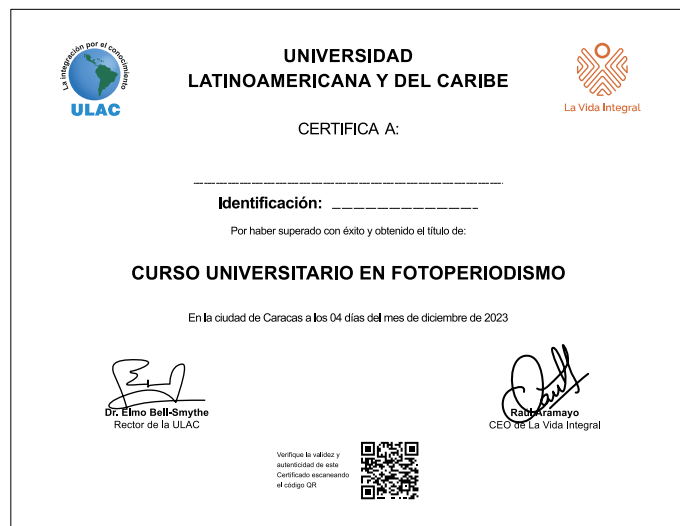 La integración por el conocimiento
ULAC
UNIVERSIDAD
LATINOAMERICANA Y DEL CARIBE
La Vida Integral
CERTIFICA A:
Identificación:
Por haber superado con éxito y obtenido el título de:
CURSO UNIVERSITARIO EN FOTOPERIODISMO
En la ciudad de Caracas a los 04 días del mes de diciembre de 2023
Dr. Elmo Bell-Smythe
Rector de la ULAC
Raúl Aramayo
CEO de La Vida Integral
Verifique la validez y
autenticidad de este
Certificado escaneando
el código QR